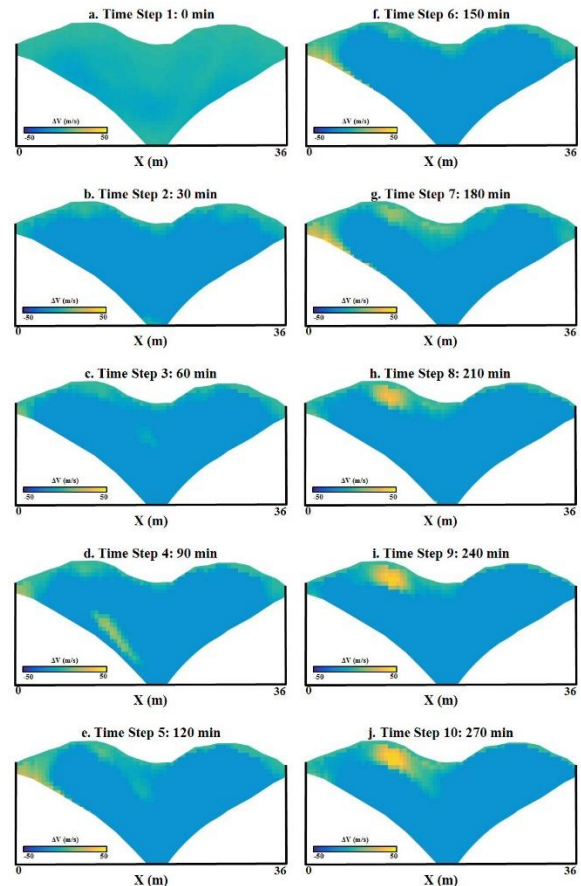 a. Time Step 1: 0 min
ΔV (m/s)
-50 50
0 36
X (m)
b. Time Step 2: 30 min
ΔV (m/s)
-50 50
0 36
X (m)
c. Time Step 3: 60 min
ΔV (m/s)
-50 50
0 36
X (m)
d. Time Step 4: 90 min
ΔV (m/s)
-50 50
0 36
X (m)
e. Time Step 5: 120 min
ΔV (m/s)
-50 50
0 36
X (m)
f. Time Step 6: 150 min
ΔV (m/s)
-50 50
0 36
X (m)
g. Time Step 7: 180 min
ΔV (m/s)
-50 50
0 36
X (m)
h. Time Step 8: 210 min
ΔV (m/s)
-50 50
0 36
X (m)
i. Time Step 9: 240 min
ΔV (m/s)
-50 50
0 36
X (m)
j. Time Step 10: 270 min
ΔV (m/s)
-50 50
0 36
X (m)